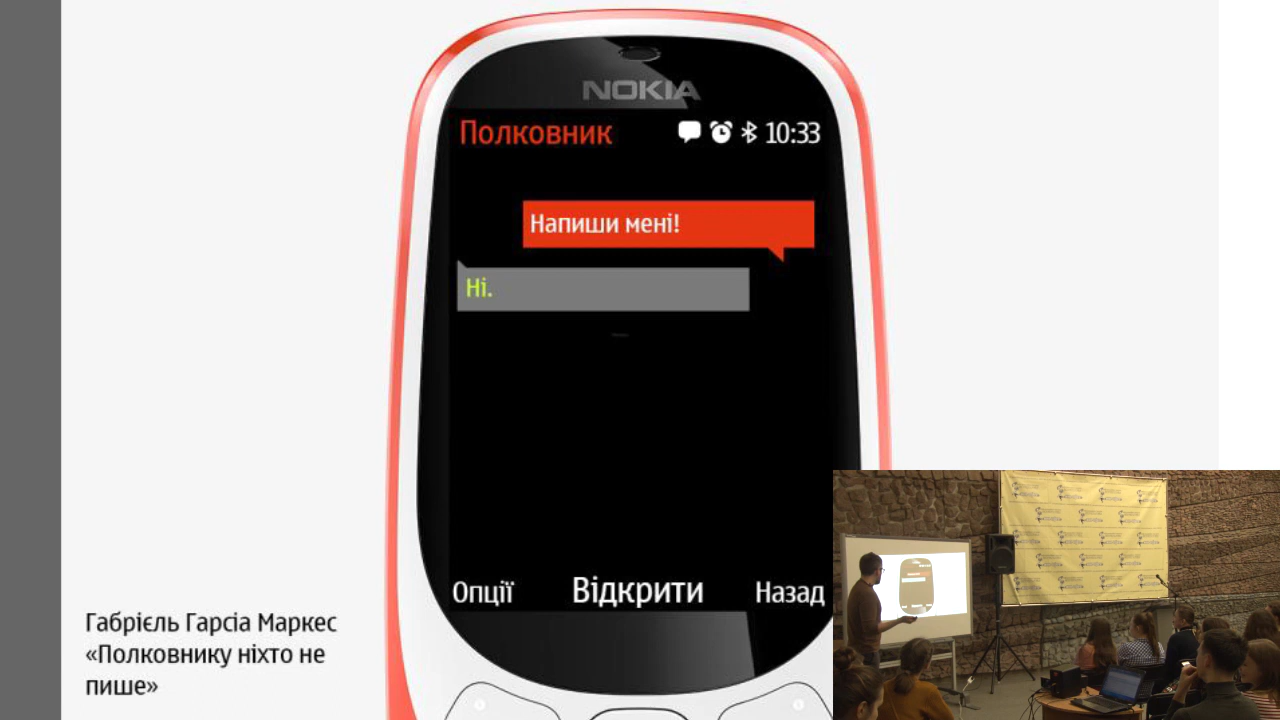 NOKIA
Полковник
10:33
Напиши мені!
Ні.
Опції
Відкрити
Назад
Габрієль Гарсіа Маркес
«Полковнику ніхто не
пише»